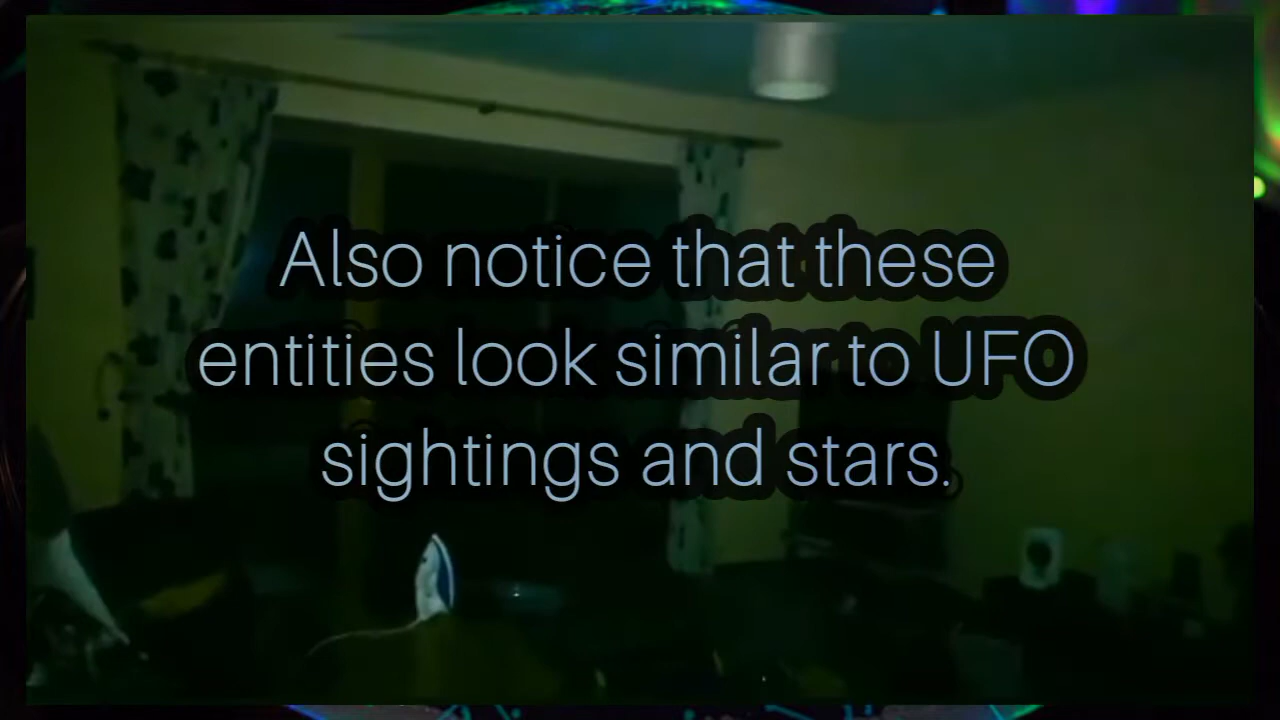 Also notice that these
entities look similar to UFO
sightings and stars.